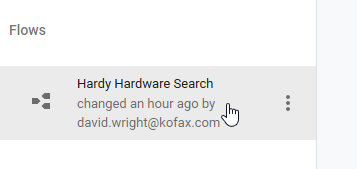 Flows
Hardy Hardware Search
changed an hour ago by
david.wright@kofax.com